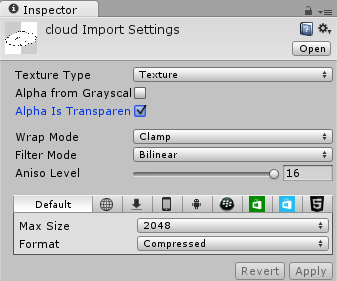 Inspector
cloud Import Settings
Open
Texture Type Texture
Alpha from Grayscal
Alpha Is Transparen
Wrap Mode Clamp
Filter Mode Bilinear
Aniso Level 16
Default
Max Size 2048
Format Compressed
Revert Apply